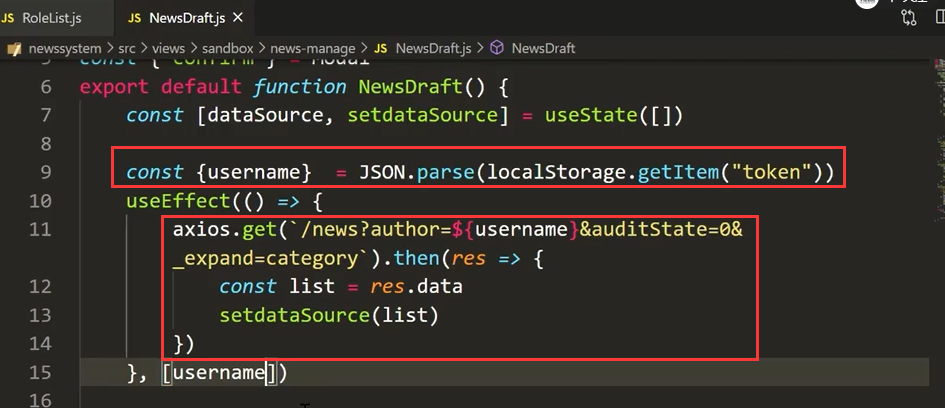 JS RoleList.js JS NewsDraft.js ×
newssystem > src > views > sandbox > news-manage > JS NewsDraft.js > NewsDraft
5 const { confirm } = Modal
6 export default function NewsDraft() {
7 const [dataSource, setdataSource] = useState([])
8
9 const {username}  = JSON.parse(localStorage.getItem("token"))
10 useEffect(() => {
11 axios.get(`/news?author=${username}&auditState=0&
_expand=category`).then(res => {
12 const list = res.data
13 setdataSource(list)
14 })
15 }, [username])
16